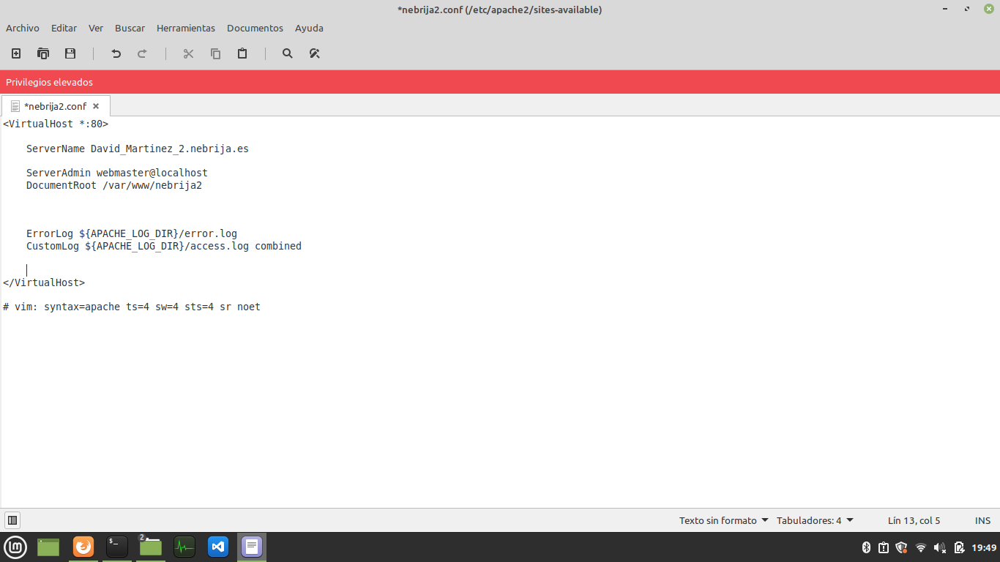 *nebrija2.conf (/etc/apache2/sites-available)
Archivo Editar Ver Buscar Herramientas Documentos Ayuda
Privilegios elevados
*nebrija2.conf
<VirtualHost *:80>
ServerName David_Martinez_2.nebrija.es
ServerAdmin webmaster@localhost
DocumentRoot /var/www/nebrija2
ErrorLog ${APACHE_LOG_DIR}/error.log
CustomLog ${APACHE_LOG_DIR}/access.log combined
</VirtualHost>
# vim: syntax=apache ts=4 sw=4 sts=4 sr noet
Texto sin formato Tabuladores: 4 Lín 13, col 5 INS
2
$_
19:49